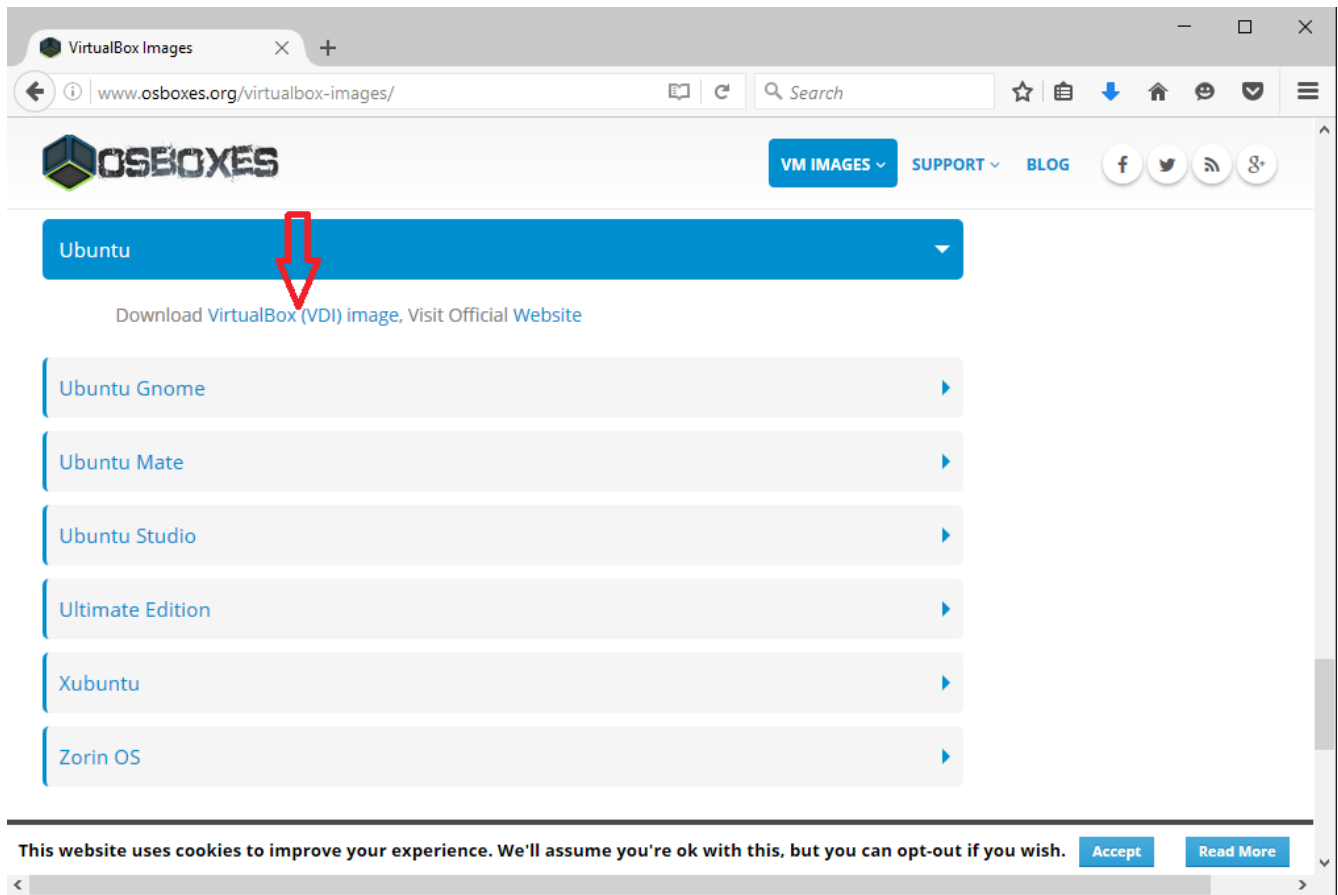 VirtualBox Images
www.osboxes.org/virtualbox-images/
Search
OSBOXES
VM IMAGES
SUPPORT
BLOG
f
8+
Ubuntu
Download VirtualBox (VDI) image, Visit Official Website
Ubuntu Gnome
Ubuntu Mate
Ubuntu Studio
Ultimate Edition
Xubuntu
Zorin OS
This website uses cookies to improve your experience. We'll assume you're ok with this, but you can opt-out if you wish. Accept Read More